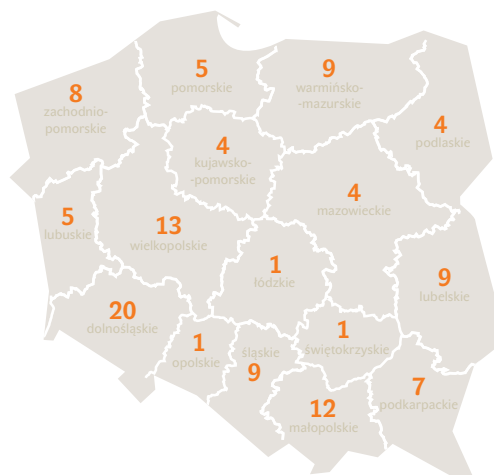 5
pomorskie
9
warmińsko-
-mazurskie
8
zachodnio-
pomorskie
4
podlaskie
4
kujawsko-
-pomorskie
4
mazowieckie
5
lubuskie
13
wielkopolskie
1
łódzkie
9
lubelskie
20
dolnośląskie
1
opolskie
śląskie
9
1
świętokrzyskie
12
małopolskie
7
podkarpackie